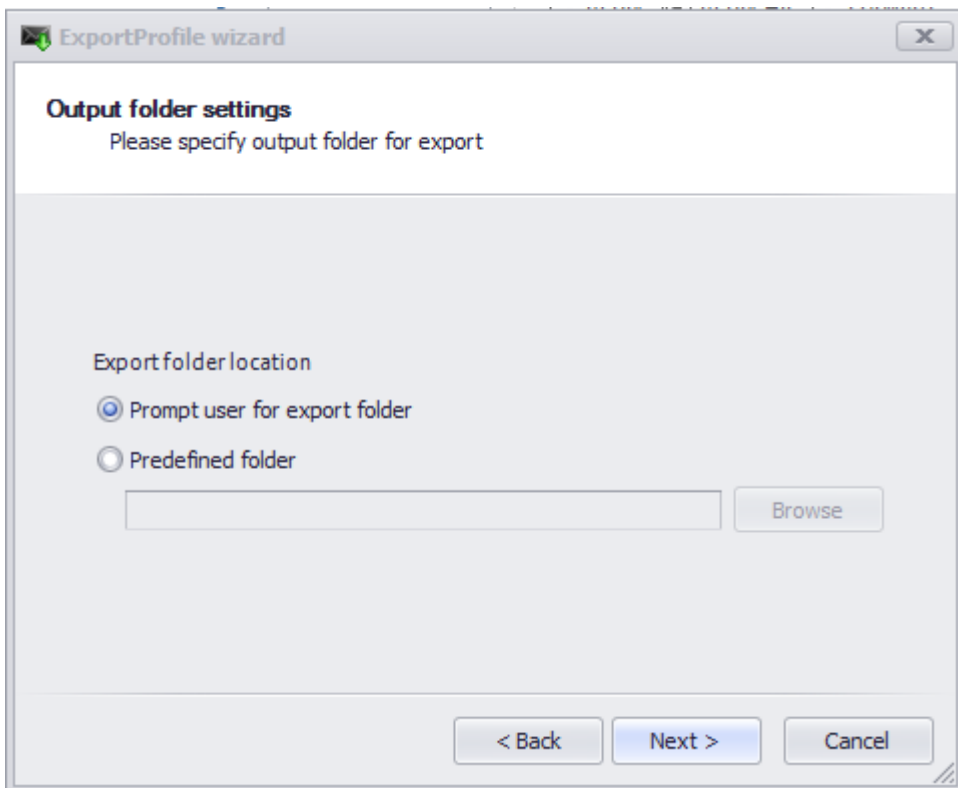 ExportProfile wizard
Output folder settings
Please specify output folder for export
Export folder location
Prompt user for export folder
Predefined folder
Browse
< Back
Next >
Cancel